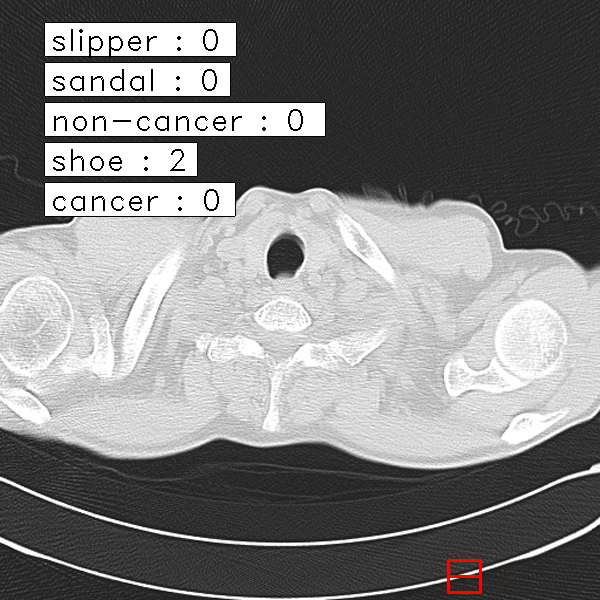 slipper : 0
sandal : 0
non-cancer : 0
shoe : 2
cancer : 0